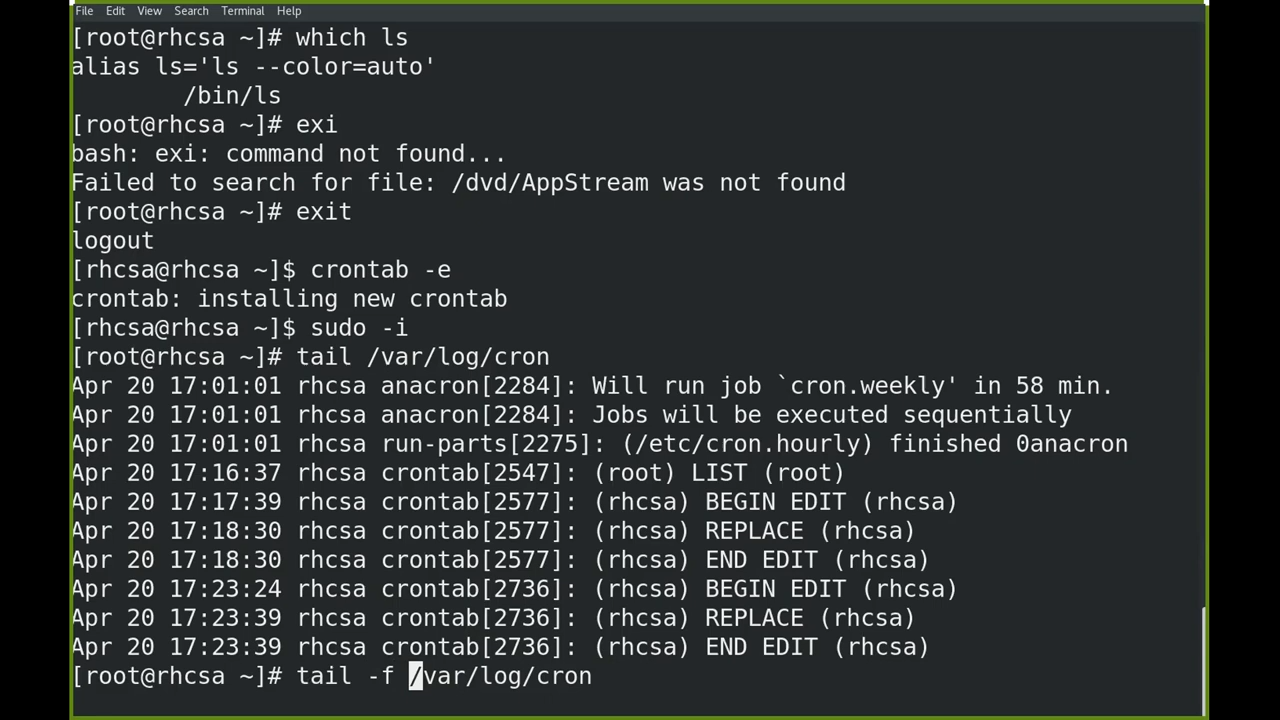 File Edit View Search Terminal Help
[root@rhcsa ~]# which ls
alias ls='ls --color=auto'
        /bin/ls
[root@rhcsa ~]# exi
bash: exi: command not found...
Failed to search for file: /dvd/AppStream was not found
[root@rhcsa ~]# exit
logout
[rhcsa@rhcsa ~]$ crontab -e
crontab: installing new crontab
[rhcsa@rhcsa ~]$ sudo -i
[root@rhcsa ~]# tail /var/log/cron
Apr 20 17:01:01 rhcsa anacron[2284]: Will run job `cron.weekly' in 58 min.
Apr 20 17:01:01 rhcsa anacron[2284]: Jobs will be executed sequentially
Apr 20 17:01:01 rhcsa run-parts[2275]: (/etc/cron.hourly) finished 0anacron
Apr 20 17:16:37 rhcsa crontab[2547]: (root) LIST (root)
Apr 20 17:17:39 rhcsa crontab[2577]: (rhcsa) BEGIN EDIT (rhcsa)
Apr 20 17:18:30 rhcsa crontab[2577]: (rhcsa) REPLACE (rhcsa)
Apr 20 17:18:30 rhcsa crontab[2577]: (rhcsa) END EDIT (rhcsa)
Apr 20 17:23:24 rhcsa crontab[2736]: (rhcsa) BEGIN EDIT (rhcsa)
Apr 20 17:23:39 rhcsa crontab[2736]: (rhcsa) REPLACE (rhcsa)
Apr 20 17:23:39 rhcsa crontab[2736]: (rhcsa) END EDIT (rhcsa)
[root@rhcsa ~]# tail -f /var/log/cron